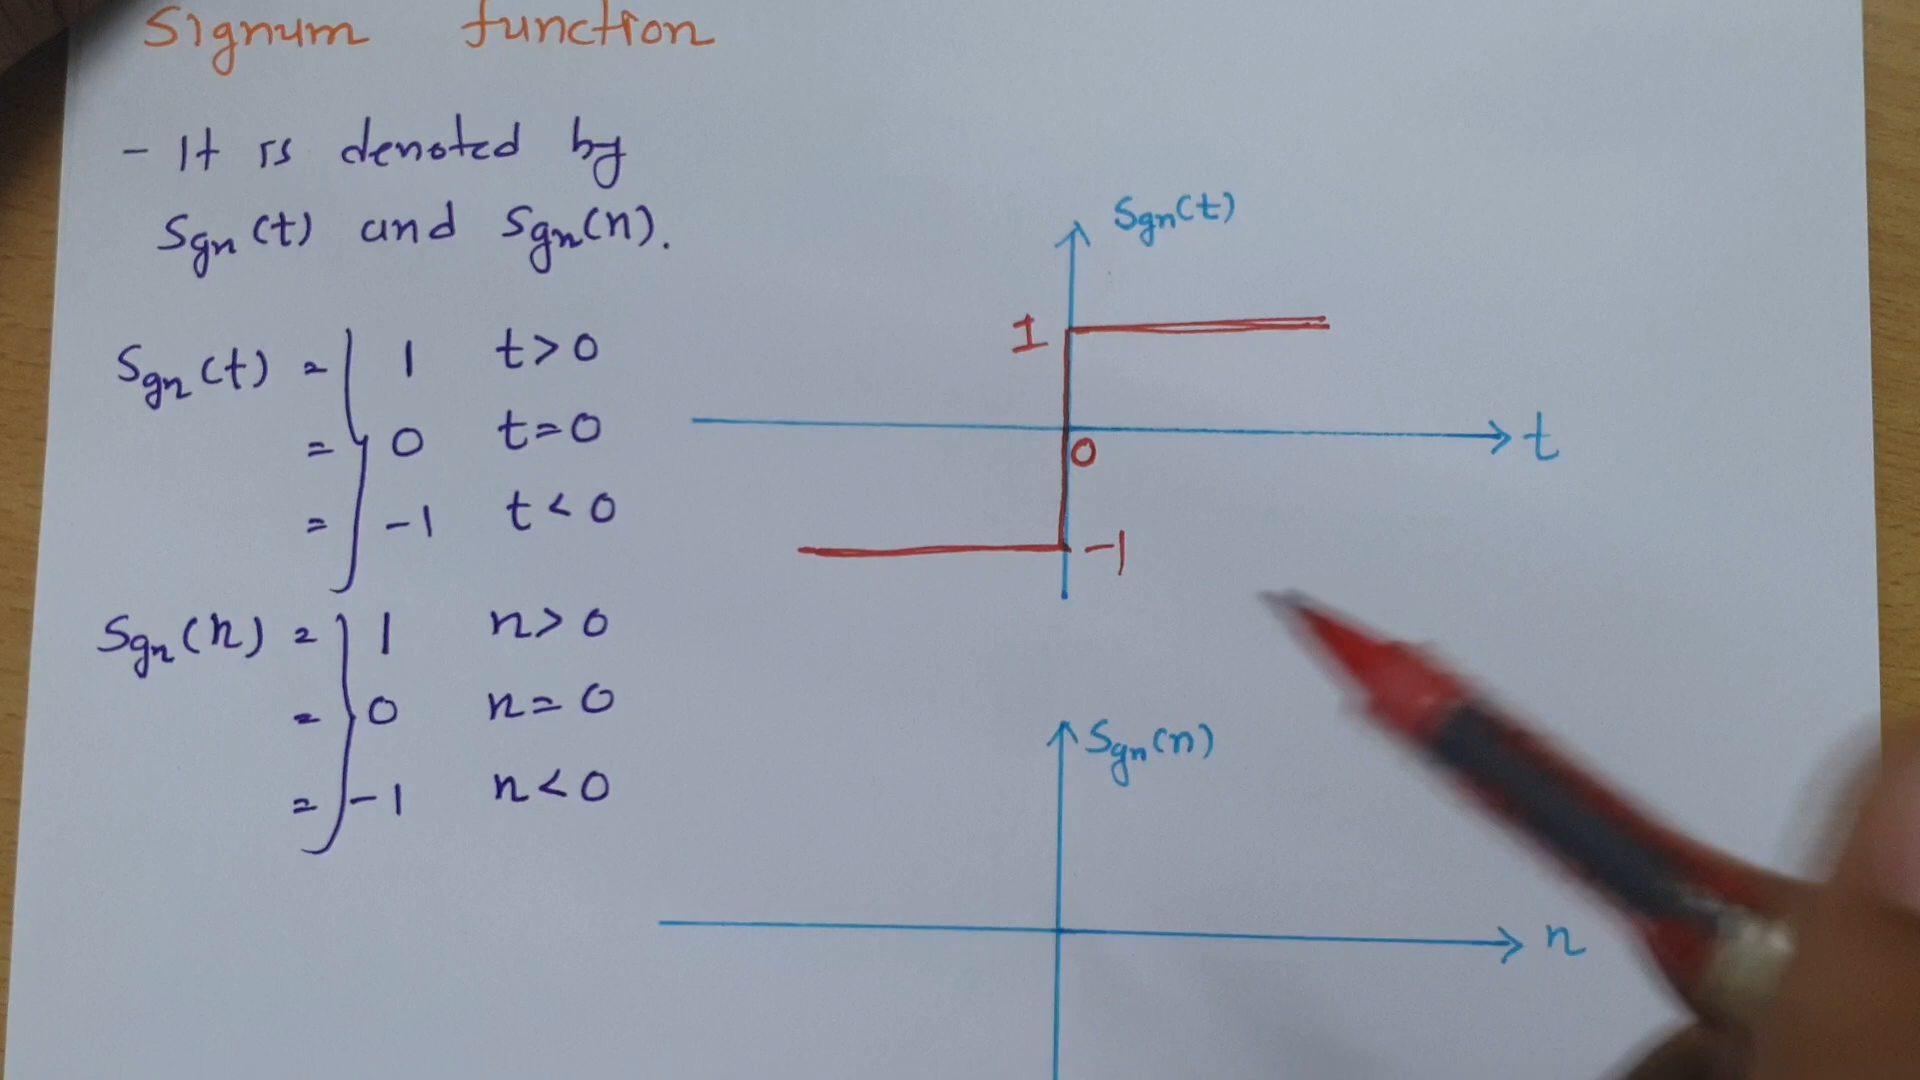 Signum function
- It is denoted by
Sgn(t) and Sgn(n).
Sgn(t) = 1 t>0
= 0 t=0
= -1 t<0
Sgn(n) = 1 n>0
= 0 n=0
= -1 n<0
Sgn(t)
1
t
0
-1
Sgn(n)
n